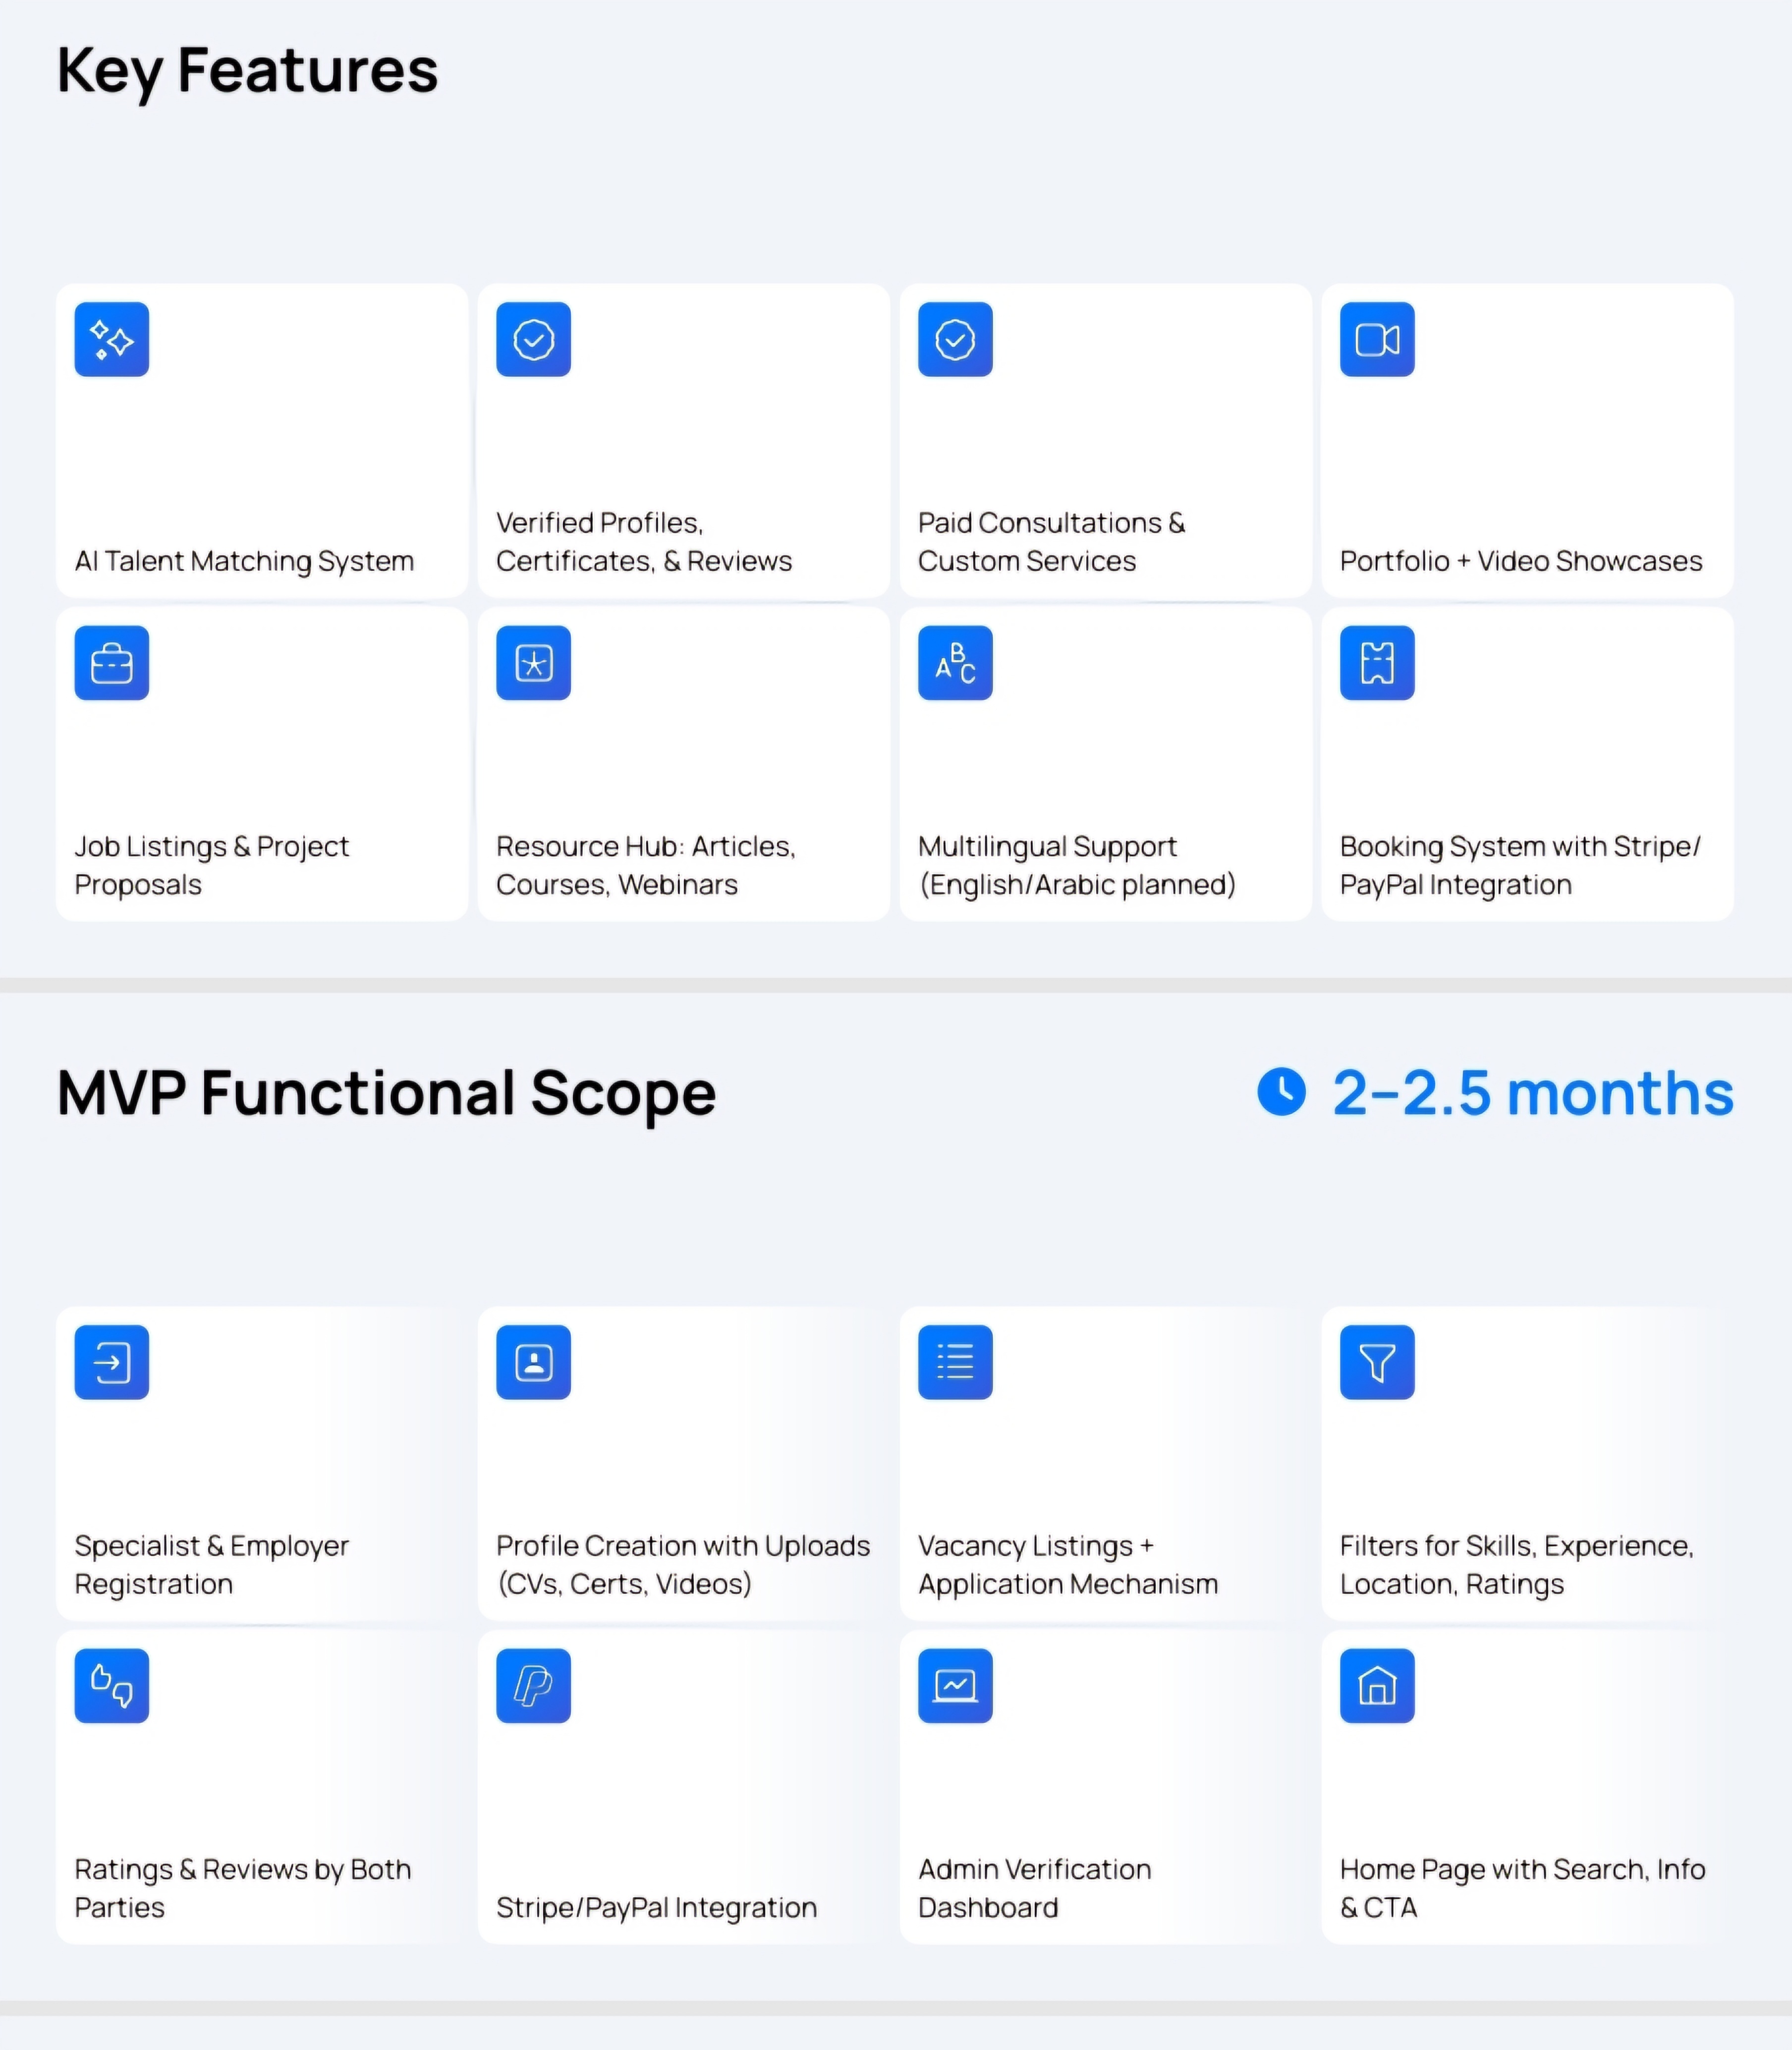 Key Features
AI Talent Matching System
Verified Profiles,
Certificates, & Reviews
Paid Consultations &
Custom Services
Portfolio + Video Showcases
Job Listings & Project
Proposals
Resource Hub: Articles,
Courses, Webinars
A B C
Multilingual Support
(English/Arabic planned)
Booking System with Stripe/
PayPal Integration
MVP Functional Scope
2–2.5 months
Specialist & Employer
Registration
Profile Creation with Uploads
(CVs, Certs, Videos)
Vacancy Listings +
Application Mechanism
Filters for Skills, Experience,
Location, Ratings
Ratings & Reviews by Both
Parties
Stripe/PayPal Integration
Admin Verification
Dashboard
Home Page with Search, Info
& CTA